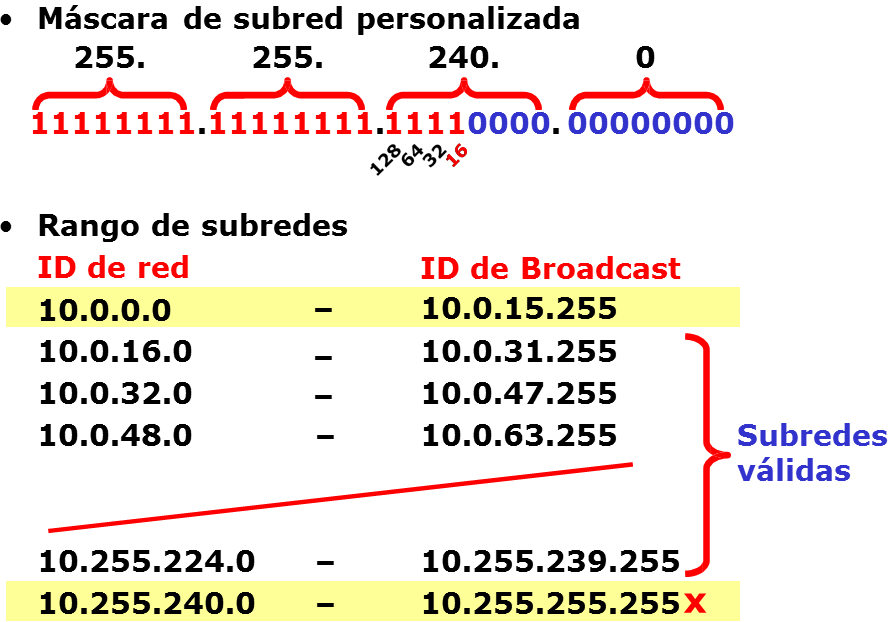 • Máscara de subred personalizada
255. 255. 240. 0
11111111.11111111.11110000.00000000
128 64 32 16
• Rango de subredes
ID de red ID de Broadcast
10.0.0.0 – 10.0.15.255
10.0.16.0 – 10.0.31.255
10.0.32.0 – 10.0.47.255
10.0.48.0 – 10.0.63.255
Subredes
válidas
10.255.224.0 – 10.255.239.255
10.255.240.0 – 10.255.255.255 x